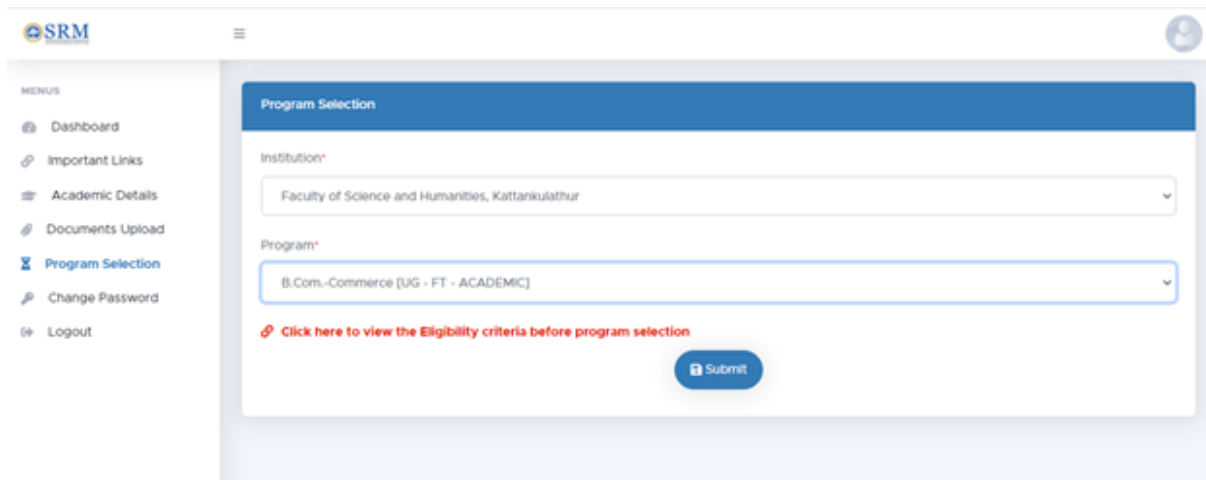 SRM
MENUS
Dashboard
Important Links
Academic Details
Documents Upload
Program Selection
Change Password
Logout
Program Selection
Institution*
Faculty of Science and Humanities, Kattankulathur
Program*
B.Com.-Commerce [UG - FT - ACADEMIC]
Click here to view the Eligibility criteria before program selection
Submit